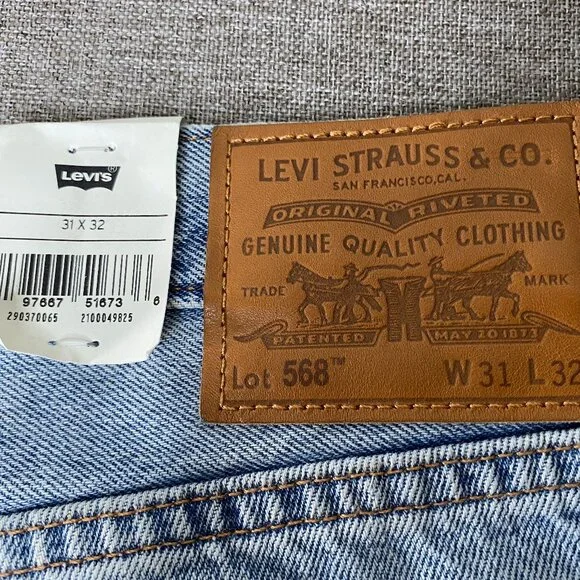 LEVI'S®
31 X 32
97667 51673 6
290370065 2100049825
LEVI STRAUSS & CO.
SAN FRANCISCO, CAL.
ORIGINAL RIVETED
GENUINE QUALITY CLOTHING
TRADE MARK
PATENTED MAY 20 1873
Lot 568™ W 31 L 32